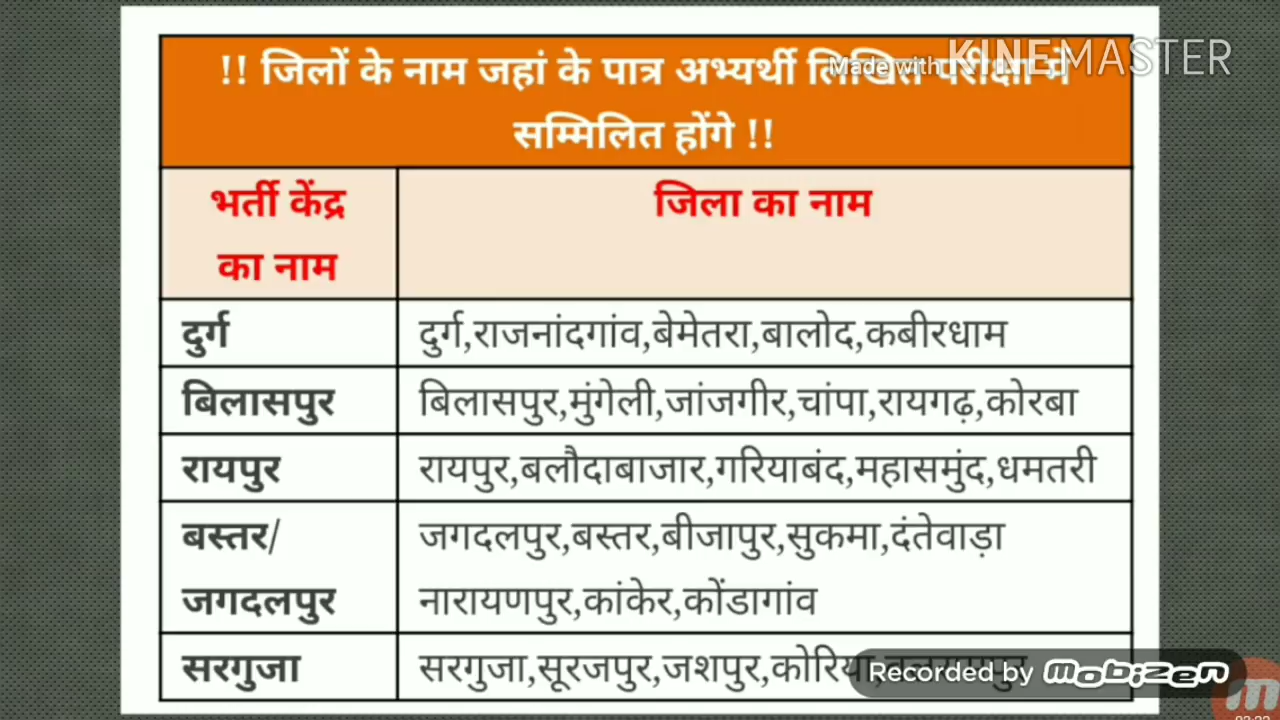 !! जिलों के नाम जहां के पात्र अभ्यर्थी लिखित परीक्षा में
Made with KINEMASTER
सम्मिलित होंगे !!
भर्ती केंद्र
का नाम
जिला का नाम
दुर्ग
दुर्ग,राजनांदगांव,बेमेतरा,बालोद,कबीरधाम
बिलासपुर
बिलासपुर,मुंगेली,जांजगीर,चांपा,रायगढ़,कोरबा
रायपुर
रायपुर,बलौदाबाजार,गरियाबंद,महासमुंद,धमतरी
बस्तर/
जगदलपुर
जगदलपुर,बस्तर,बीजापुर,सुकमा,दंतेवाड़ा
नारायणपुर,कांकेर,कोंडागांव
सरगुजा
सरगुजा,सूरजपुर,जशपुर,कोरिया
Recorded by mobizen